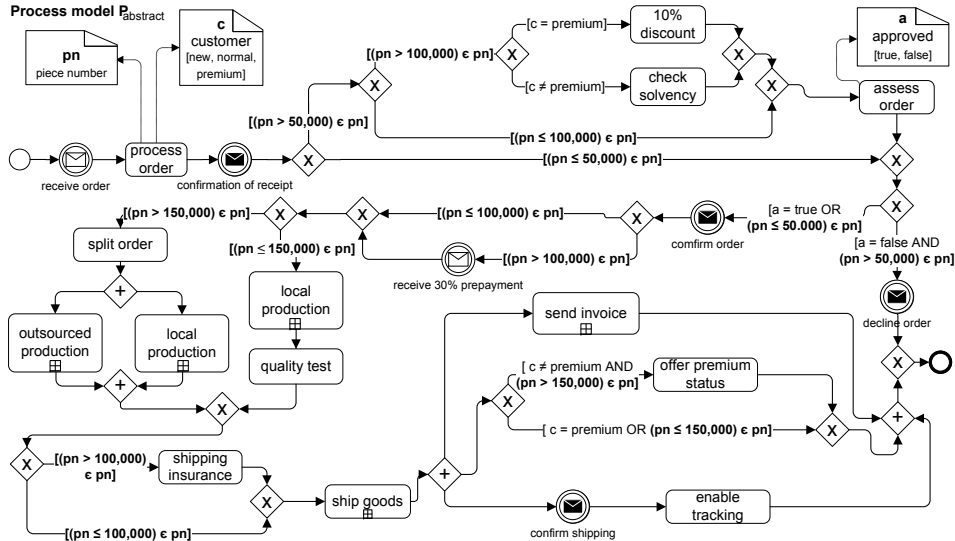 Process model P abstract
pn
piece number
c
customer
[new, normal,
premium]
[(pn > 100,000) є pn]
[c = premium]
10%
discount
[c ≠ premium]
check
solvency
a
approved
[true, false]
assess
order
[(pn > 50,000) є pn]
[(pn ≤ 100,000) є pn]
[(pn ≤ 50,000) є pn]
receive order
process
order
confirmation of receipt
[(pn > 150,000) є pn]
[(pn ≤ 150,000) є pn]
[(pn ≤ 100,000) є pn]
[(pn > 100,000) є pn]
receive 30% prepayment
comfirm order
[a = true OR
(pn ≤ 50.000) є pn]
[a = false AND
(pn > 50,000) є pn]
decline order
split order
outsourced
production
local
production
local
production
quality test
send invoice
[ c ≠ premium AND
(pn > 150,000) є pn]
offer premium
status
[ c = premium OR (pn ≤ 150,000) є pn]
[(pn > 100,000)
є pn]
shipping
insurance
[(pn ≤ 100,000) є pn]
ship goods
confirm shipping
enable
tracking